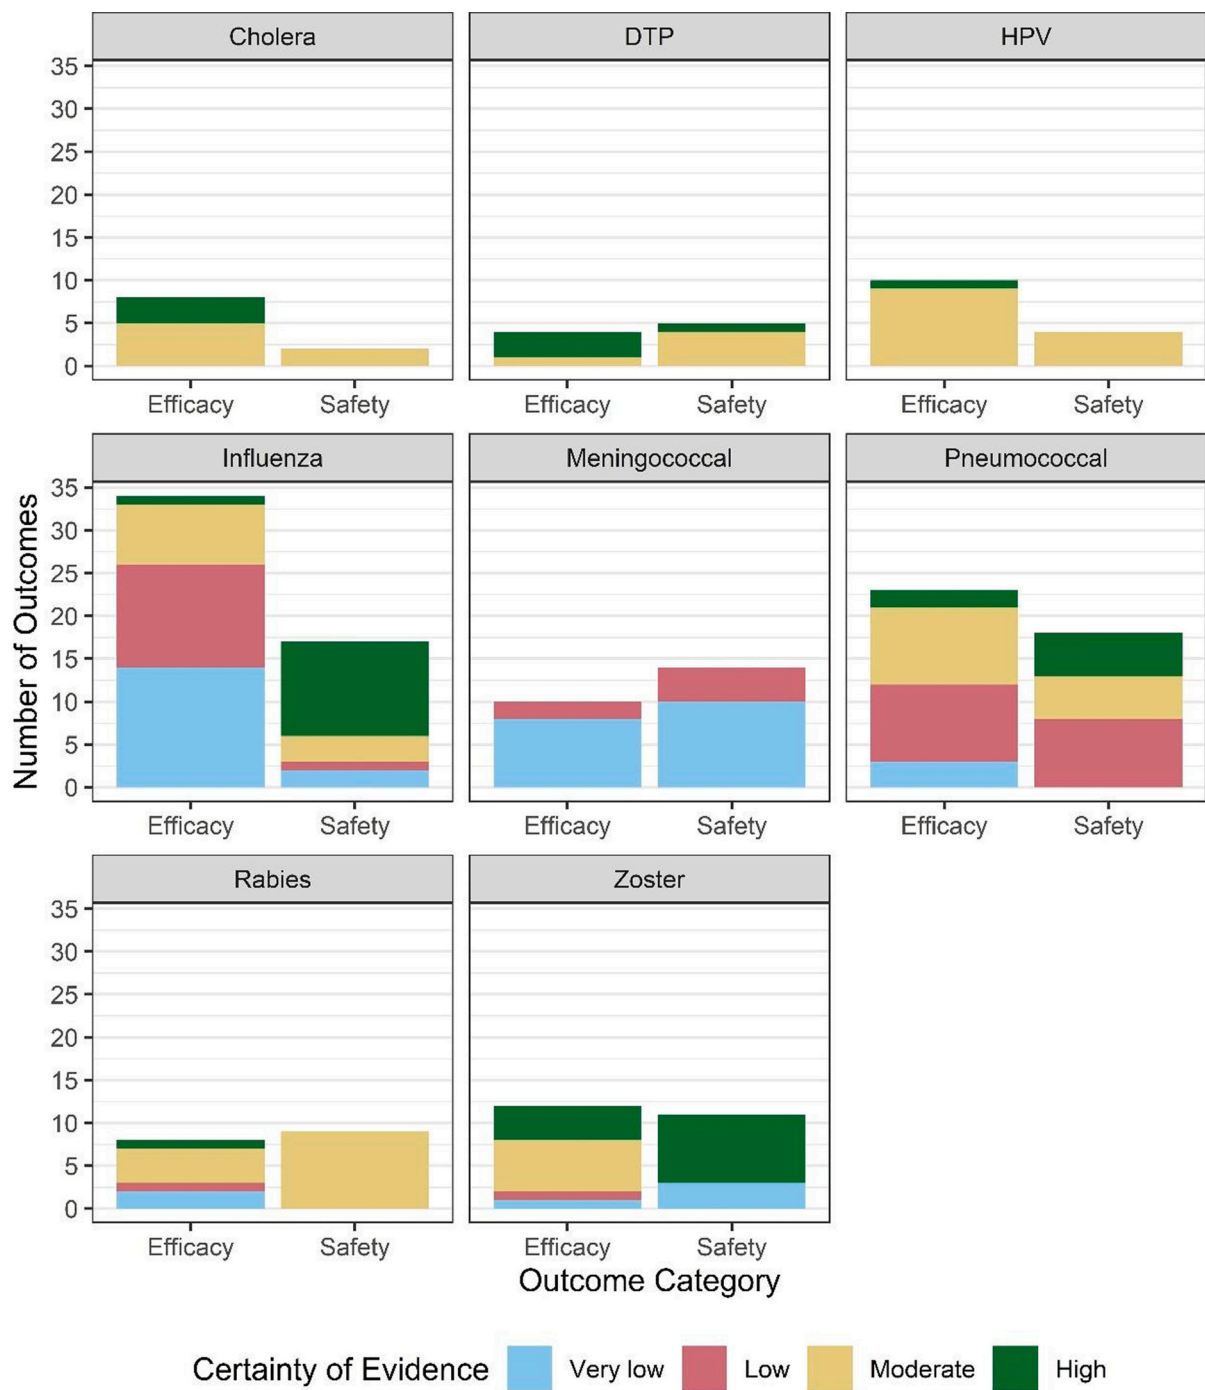 Cholera DTP HPV
35
30
25
20
15
10
5
0
Efficacy Safety Efficacy Safety Efficacy Safety
Number of Outcomes
Influenza Meningococcal Pneumococcal
35
30
25
20
15
10
5
0
Efficacy Safety Efficacy Safety Efficacy Safety
Rabies Zoster
35
30
25
20
15
10
5
0
Efficacy Safety Efficacy Safety
Outcome Category
Certainty of Evidence Very low Low Moderate High